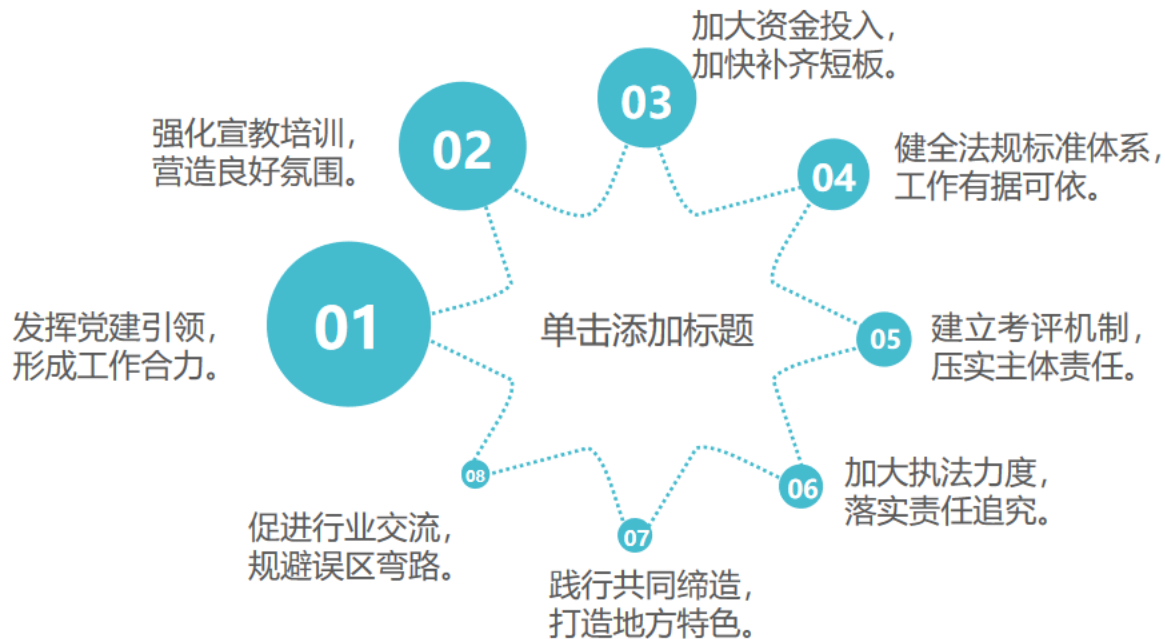 01
发挥党建引领，
形成工作合力。
02
强化宣教培训，
营造良好氛围。
03
加大资金投入，
加快补齐短板。
04
健全法规标准体系，
工作有据可依。
05
建立考评机制，
压实主体责任。
06
加大执法力度，
落实责任追究。
07
践行共同缔造，
打造地方特色。
08
促进行业交流，
规避误区弯路。
单击添加标题